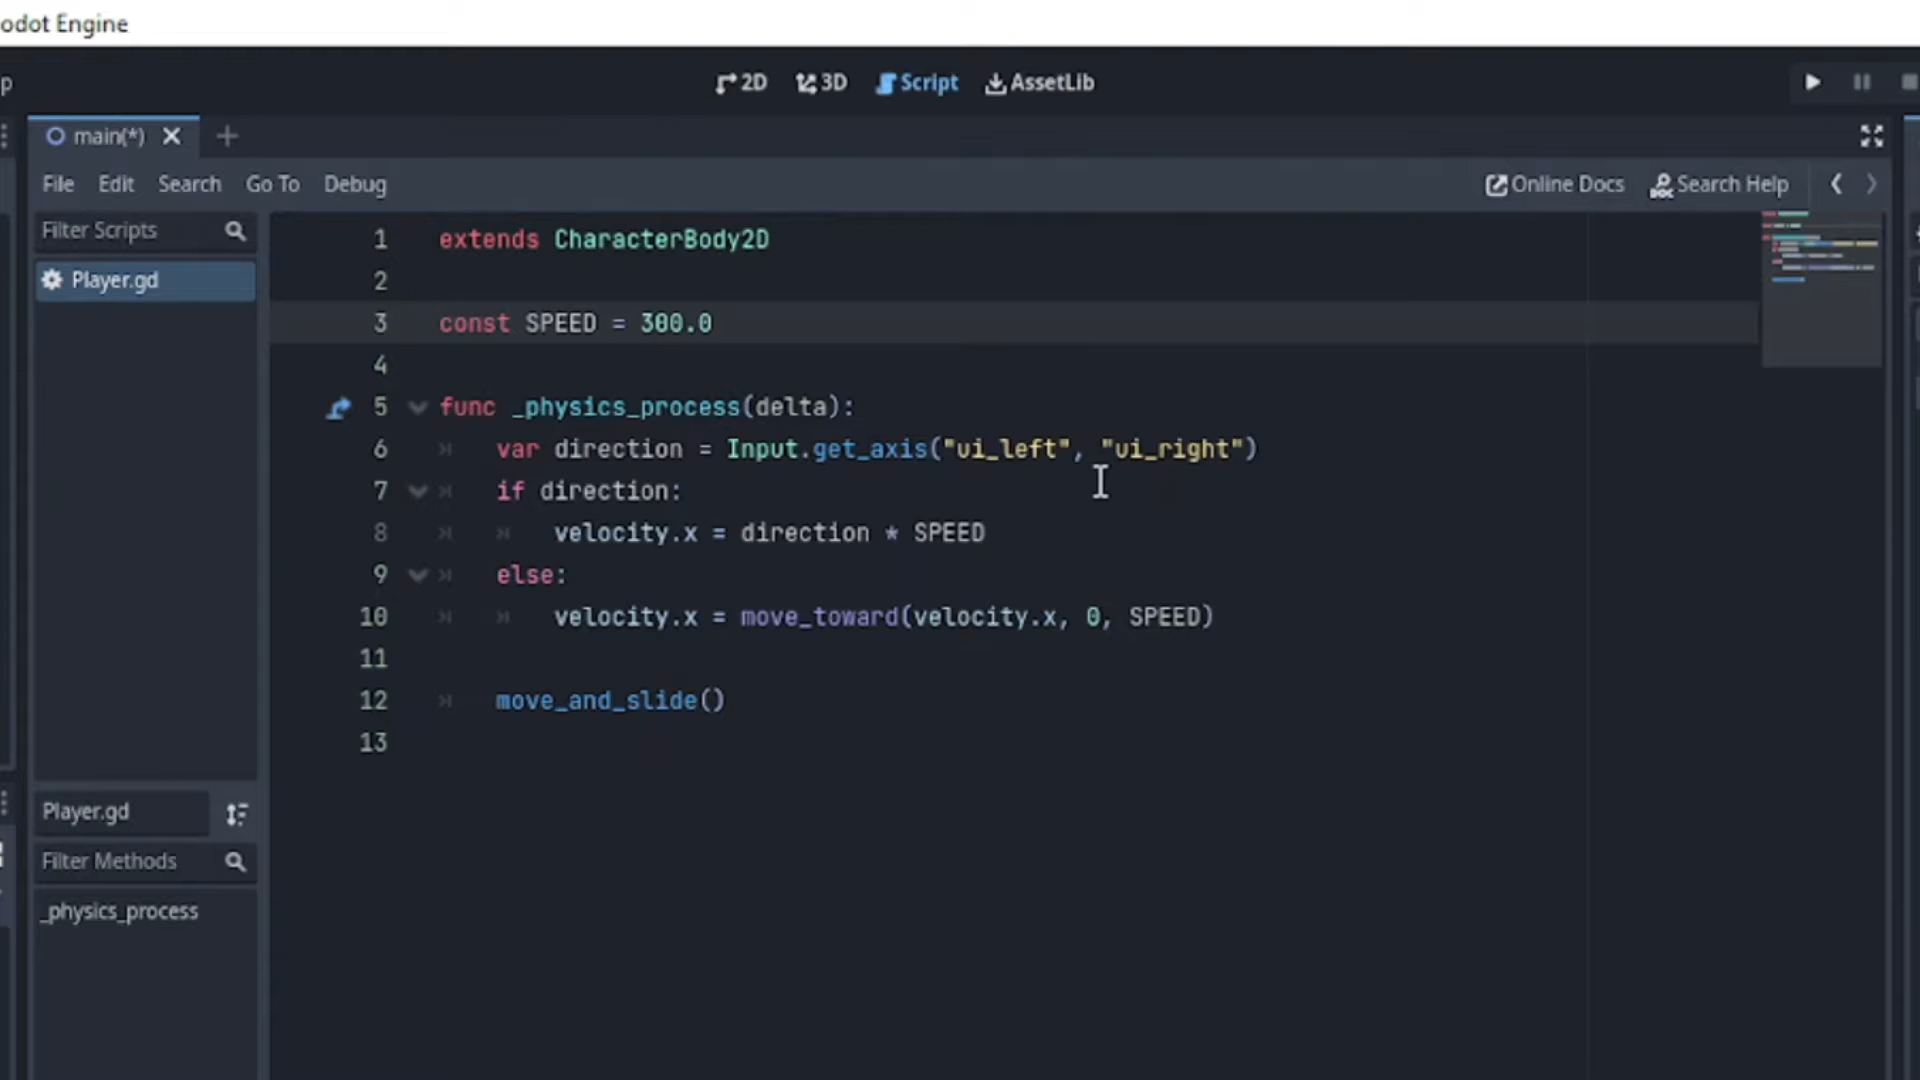 odot Engine
p
2D 3D Script AssetLib
main(*)
File Edit Search Go To Debug
Online Docs Search Help
Filter Scripts
Player.gd
1 extends CharacterBody2D
2
3 const SPEED = 300.0
4
5 func _physics_process(delta):
6 var direction = Input.get_axis("ui_left", "ui_right")
7 if direction:
8 velocity.x = direction * SPEED
9 else:
10 velocity.x = move_toward(velocity.x, 0, SPEED)
11
12 move_and_slide()
13
Player.gd
Filter Methods
_physics_process